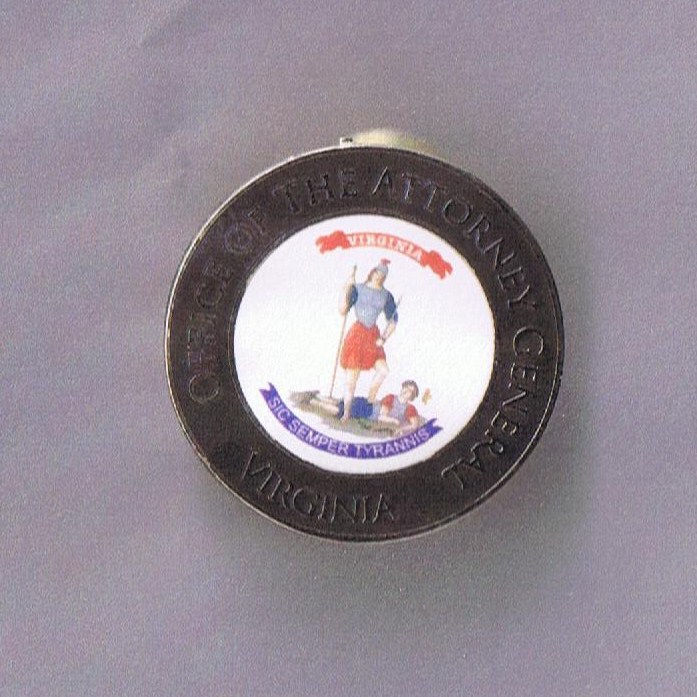 OFFICE OF THE ATTORNEY GENERAL
VIRGINIA
SIC SEMPER TYRANNIS
VIRGINIA